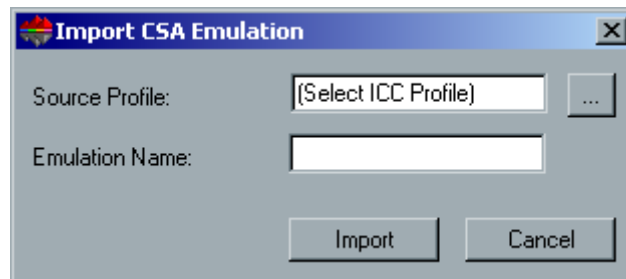 Import CSA Emulation
Source Profile: (Select ICC Profile) ...
Emulation Name:
Import Cancel